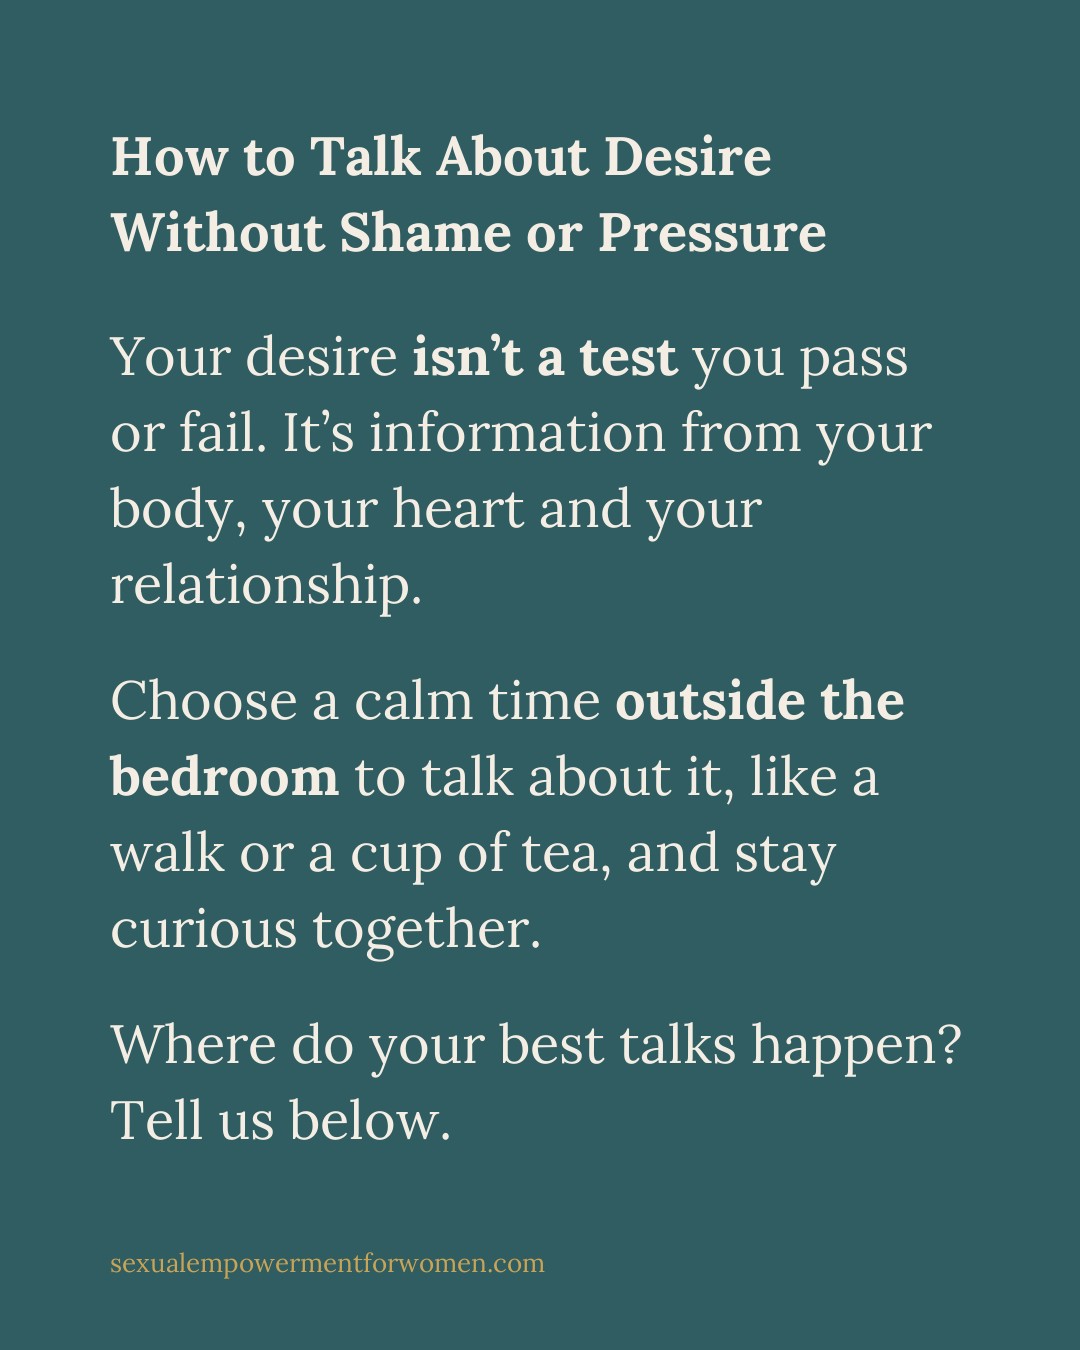 How to Talk About Desire
Without Shame or Pressure
Your desire isn’t a test you pass
or fail. It’s information from your
body, your heart and your
relationship.
Choose a calm time outside the
bedroom to talk about it, like a
walk or a cup of tea, and stay
curious together.
Where do your best talks happen?
Tell us below.
sexualempowermentforwomen.com